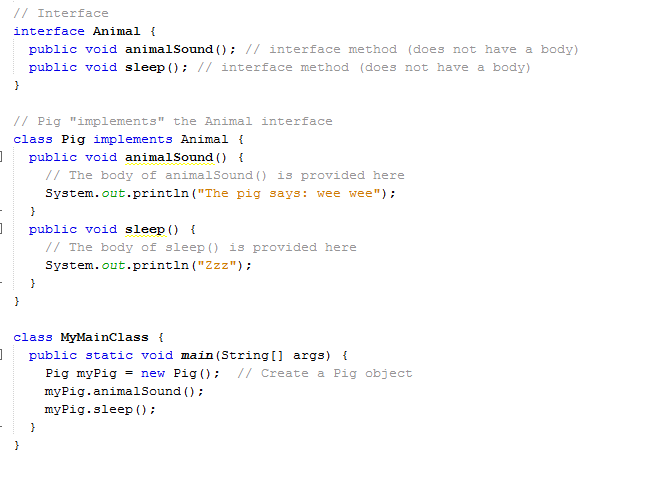 // Interface
interface Animal {
  public void animalSound(); // interface method (does not have a body)
  public void sleep(); // interface method (does not have a body)
}

// Pig "implements" the Animal interface
class Pig implements Animal {
  public void animalSound() {
    // The body of animalSound() is provided here
    System.out.println("The pig says: wee wee");
  }
  public void sleep() {
    // The body of sleep() is provided here
    System.out.println("Zzz");
  }
}

class MyMainClass {
  public static void main(String[] args) {
    Pig myPig = new Pig();  // Create a Pig object
    myPig.animalSound();
    myPig.sleep();
  }
}